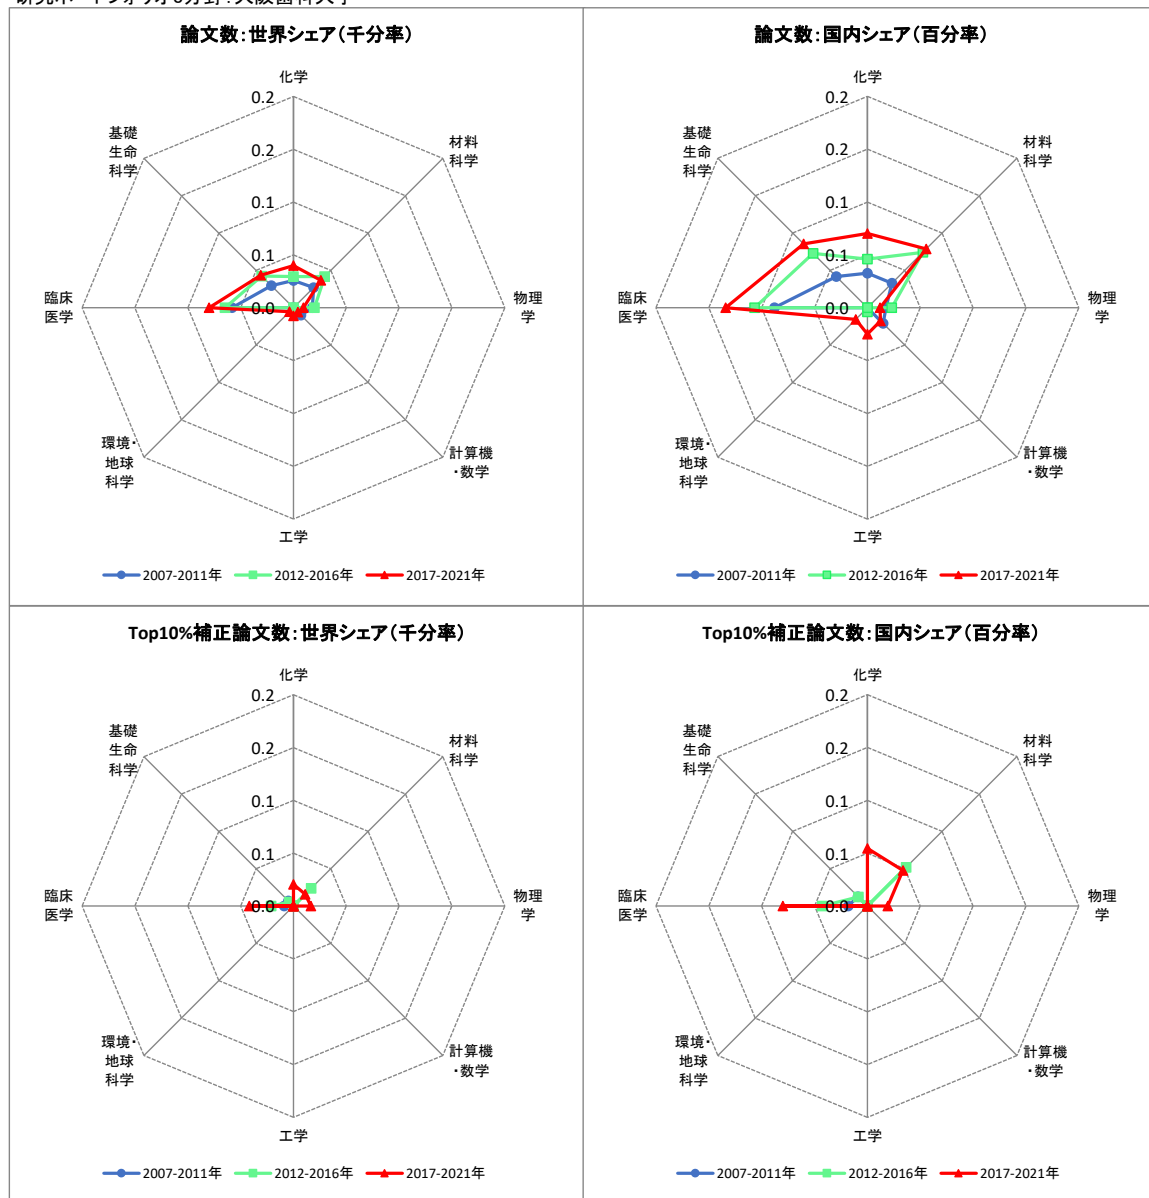 論文数：世界シェア（千分率）
化学
材料
科学
物理
学
計算機
・数学
工学
環境・
地球
科学
臨床
医学
基礎
生命
科学
0.2
0.2
0.1
0.1
0.0
2007-2011年
2012-2016年
2017-2021年
論文数：国内シェア（百分率）
化学
材料
科学
物理
学
計算機
・数学
工学
環境・
地球
科学
臨床
医学
基礎
生命
科学
0.2
0.2
0.1
0.1
0.0
2007-2011年
2012-2016年
2017-2021年
Top10%補正論文数：世界シェア（千分率）
化学
材料
科学
物理
学
計算機
・数学
工学
環境・
地球
科学
臨床
医学
基礎
生命
科学
0.2
0.2
0.1
0.1
0.0
2007-2011年
2012-2016年
2017-2021年
Top10%補正論文数：国内シェア（百分率）
化学
材料
科学
物理
学
計算機
・数学
工学
環境・
地球
科学
臨床
医学
基礎
生命
科学
0.2
0.2
0.1
0.1
0.0
2007-2011年
2012-2016年
2017-2021年